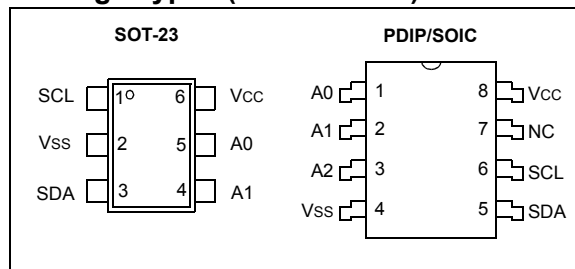 SOT-23
SCL 1 6 Vcc
Vss 2 5 A0
SDA 3 4 A1
PDIP/SOIC
A0 1 8 Vcc
A1 2 7 NC
A2 3 6 SCL
Vss 4 5 SDA